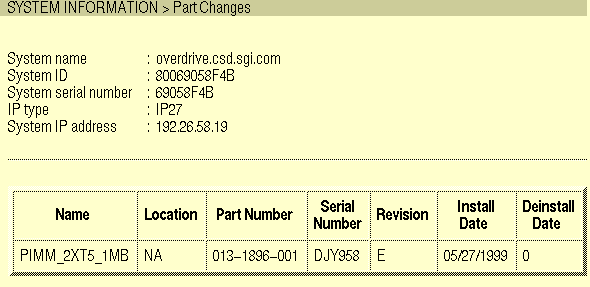 SYSTEM INFORMATION > Part Changes
System name : overdrive.csd.sgi.com
System ID : 80069058F4B
System serial number : 69058F4B
IP type : IP27
System IP address : 192.26.58.19
Name Location Part Number Serial Number Revision Install Date Deinstall Date
PIMM_2XT5_1MB NA 013-1896-001 DJY958 E 05/27/1999 0